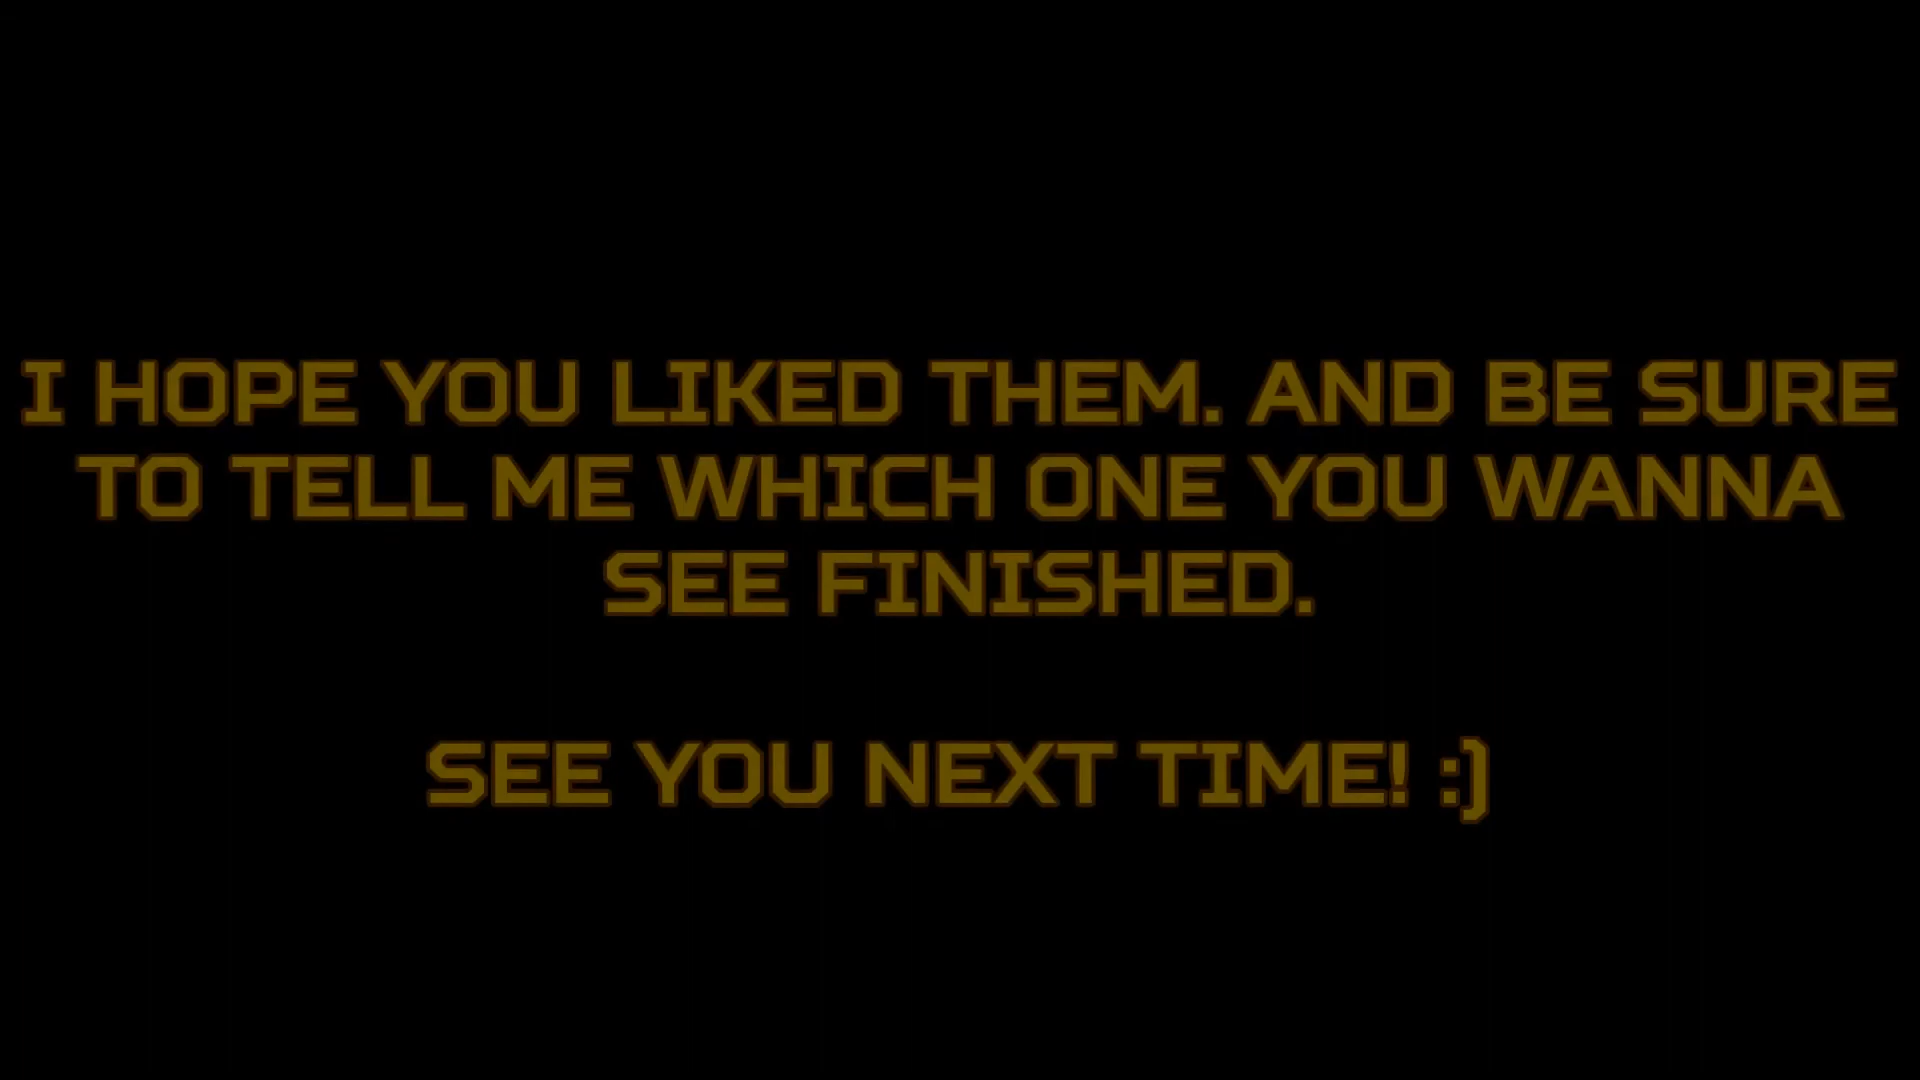 I HOPE YOU LIKED THEM. AND BE SURE
TO TELL ME WHICH ONE YOU WANNA
SEE FINISHED.
SEE YOU NEXT TIME! :)